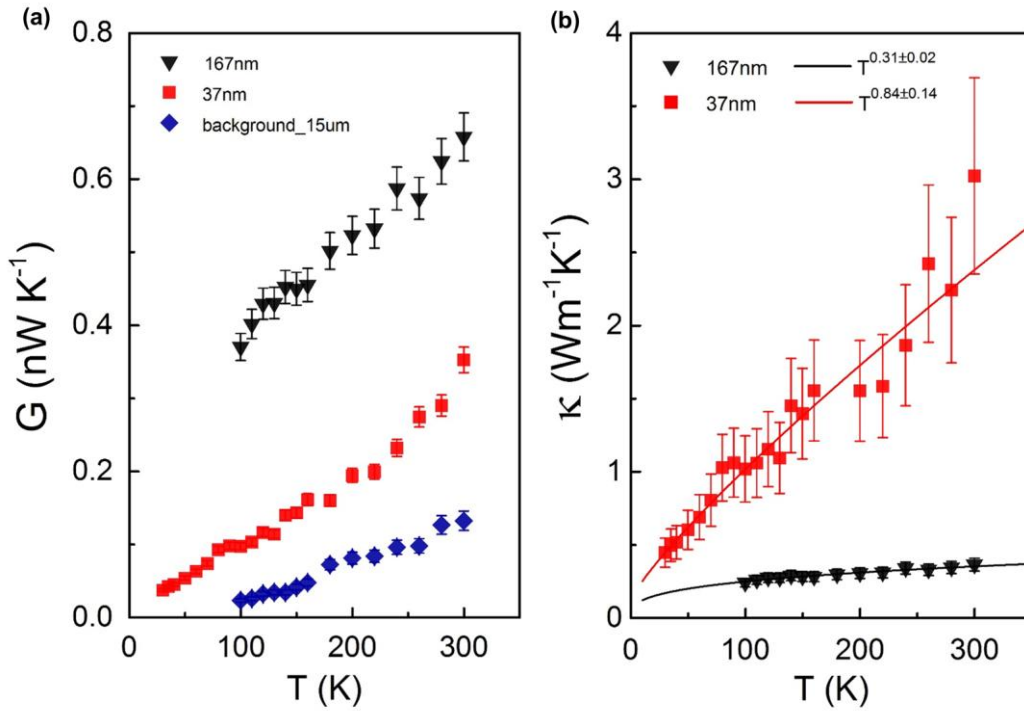 (a)
0.8
0.6
0.4
0.2
0.0
G (nW K⁻¹)
167nm
37nm
background_15um
0
100
200
300
T (K)
(b)
4
3
2
1
0
κ (Wm⁻¹K⁻¹)
167nm T^0.31±0.02
37nm T^0.84±0.14
0
100
200
300
T (K)